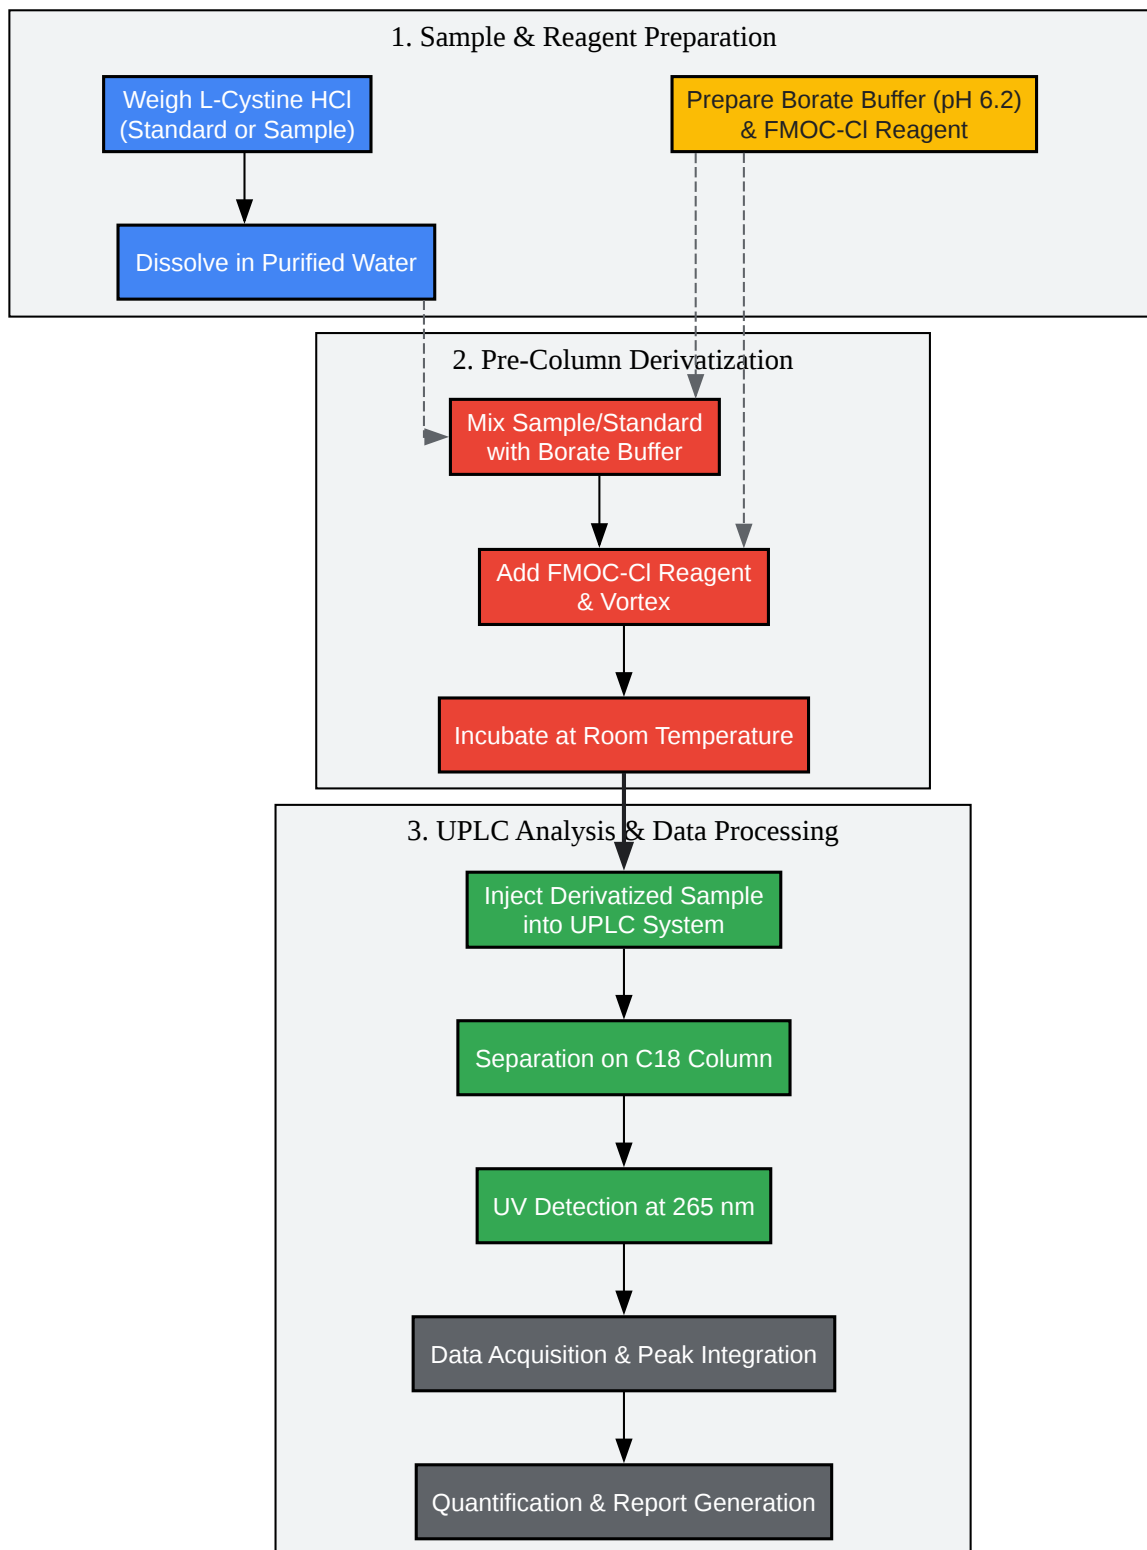 1. Sample & Reagent Preparation
Weigh L-Cystine HCl
(Standard or Sample)
Prepare Borate Buffer (pH 6.2)
& FMOC-Cl Reagent
Dissolve in Purified Water
2. Pre-Column Derivatization
Mix Sample/Standard
with Borate Buffer
Add FMOC-Cl Reagent
& Vortex
Incubate at Room Temperature
3. UPLC Analysis & Data Processing
Inject Derivatized Sample
into UPLC System
Separation on C18 Column
UV Detection at 265 nm
Data Acquisition & Peak Integration
Quantification & Report Generation